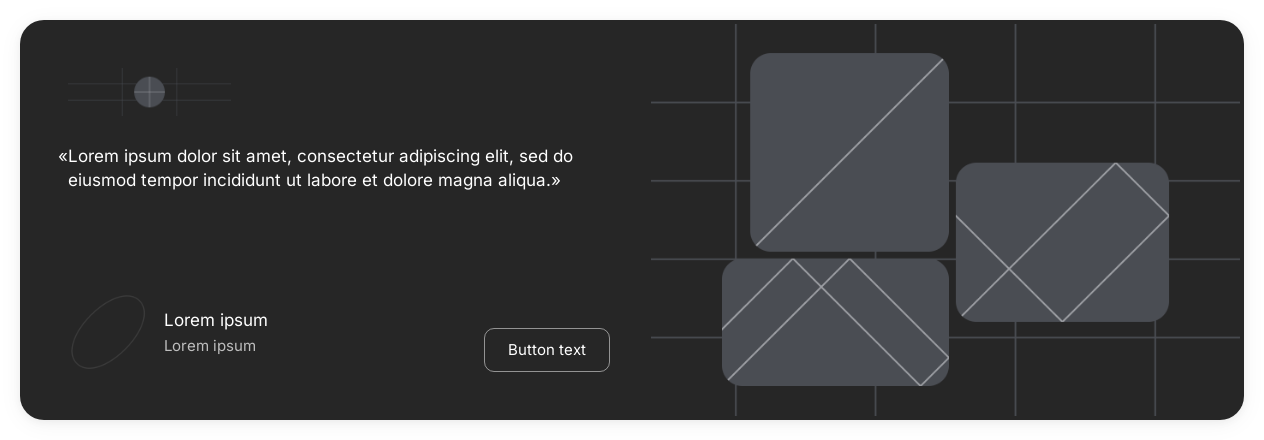 «Lorem ipsum dolor sit amet, consectetur adipiscing elit, sed do
eiusmod tempor incididunt ut labore et dolore magna aliqua.»
Lorem ipsum
Lorem ipsum
Button text